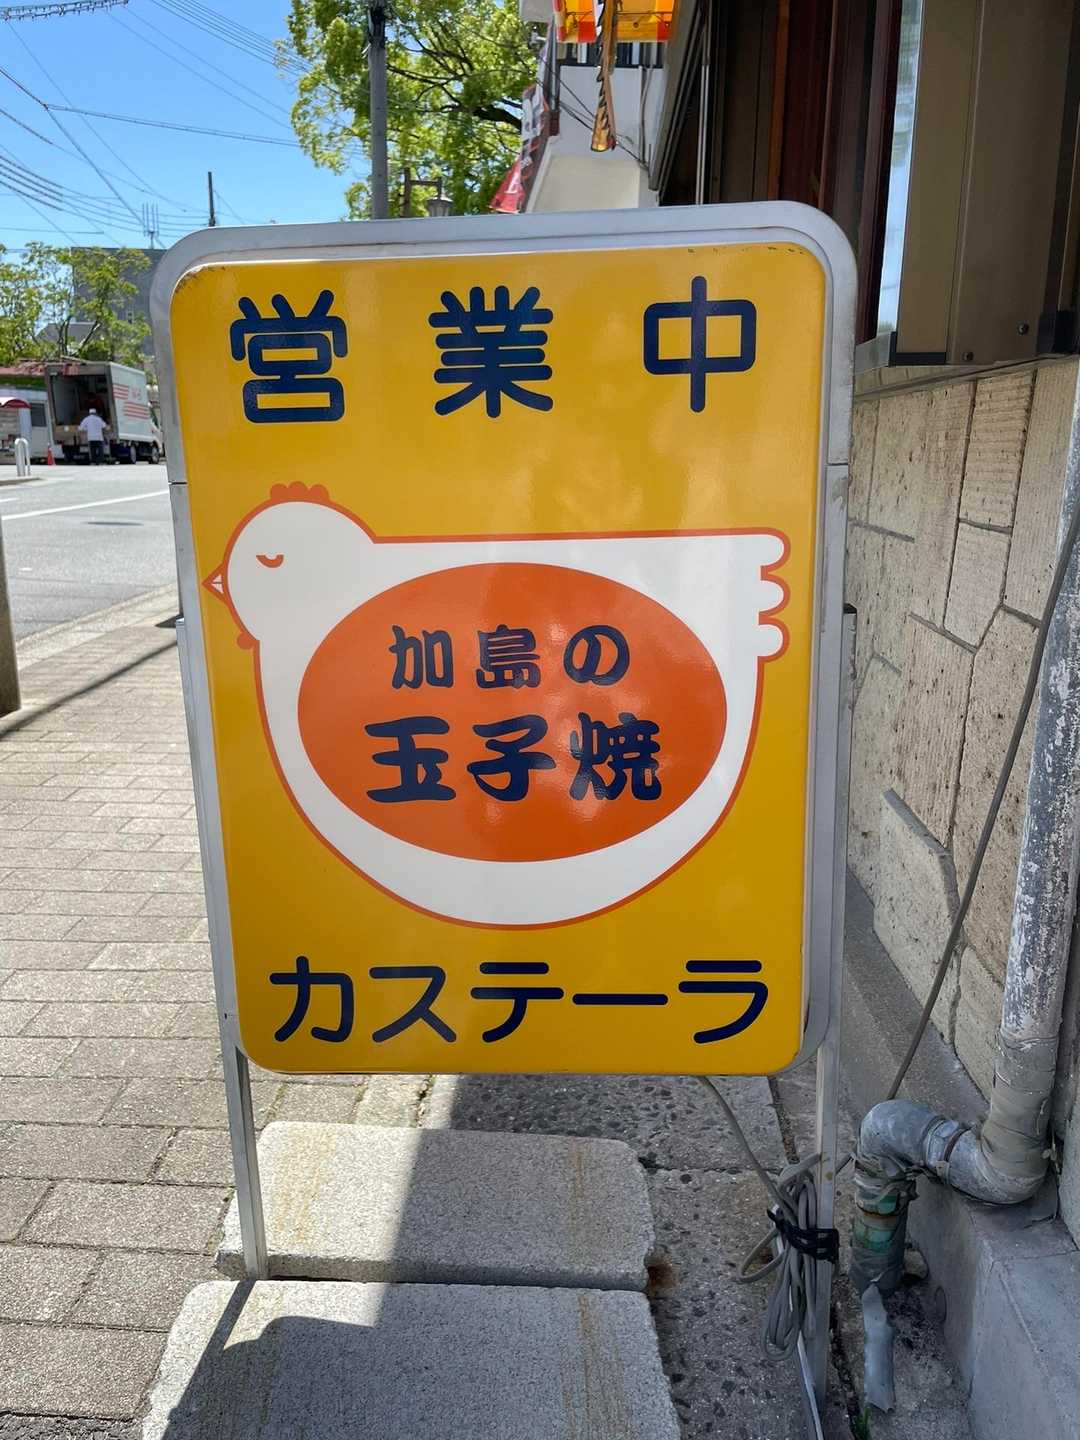 営業中
加島の
玉子焼
カステーラ